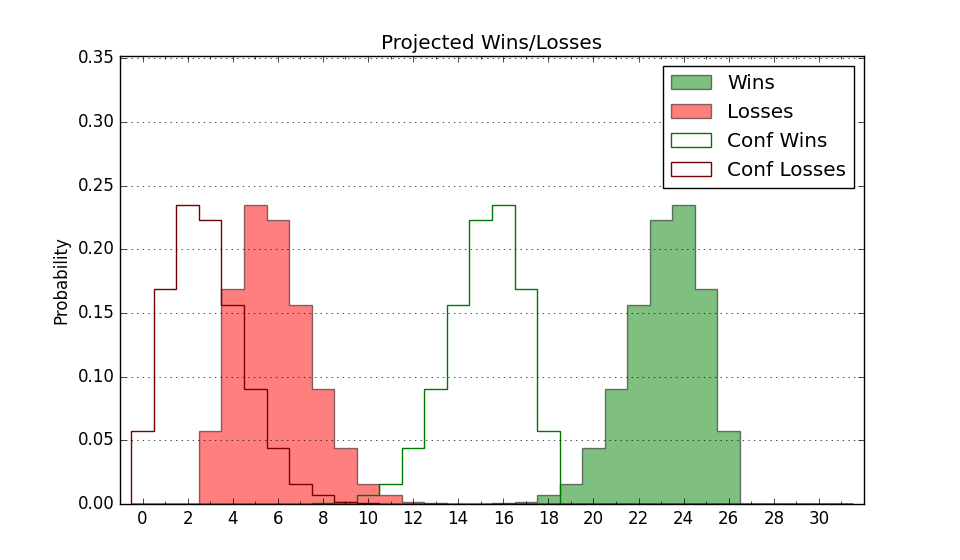 Projected Wins/Losses
0.35
0.30
0.25
0.20
0.15
0.10
0.05
0.00
Probability
Wins
Losses
Conf Wins
Conf Losses
0 2 4 6 8 10 12 14 16 18 20 22 24 26 28 30